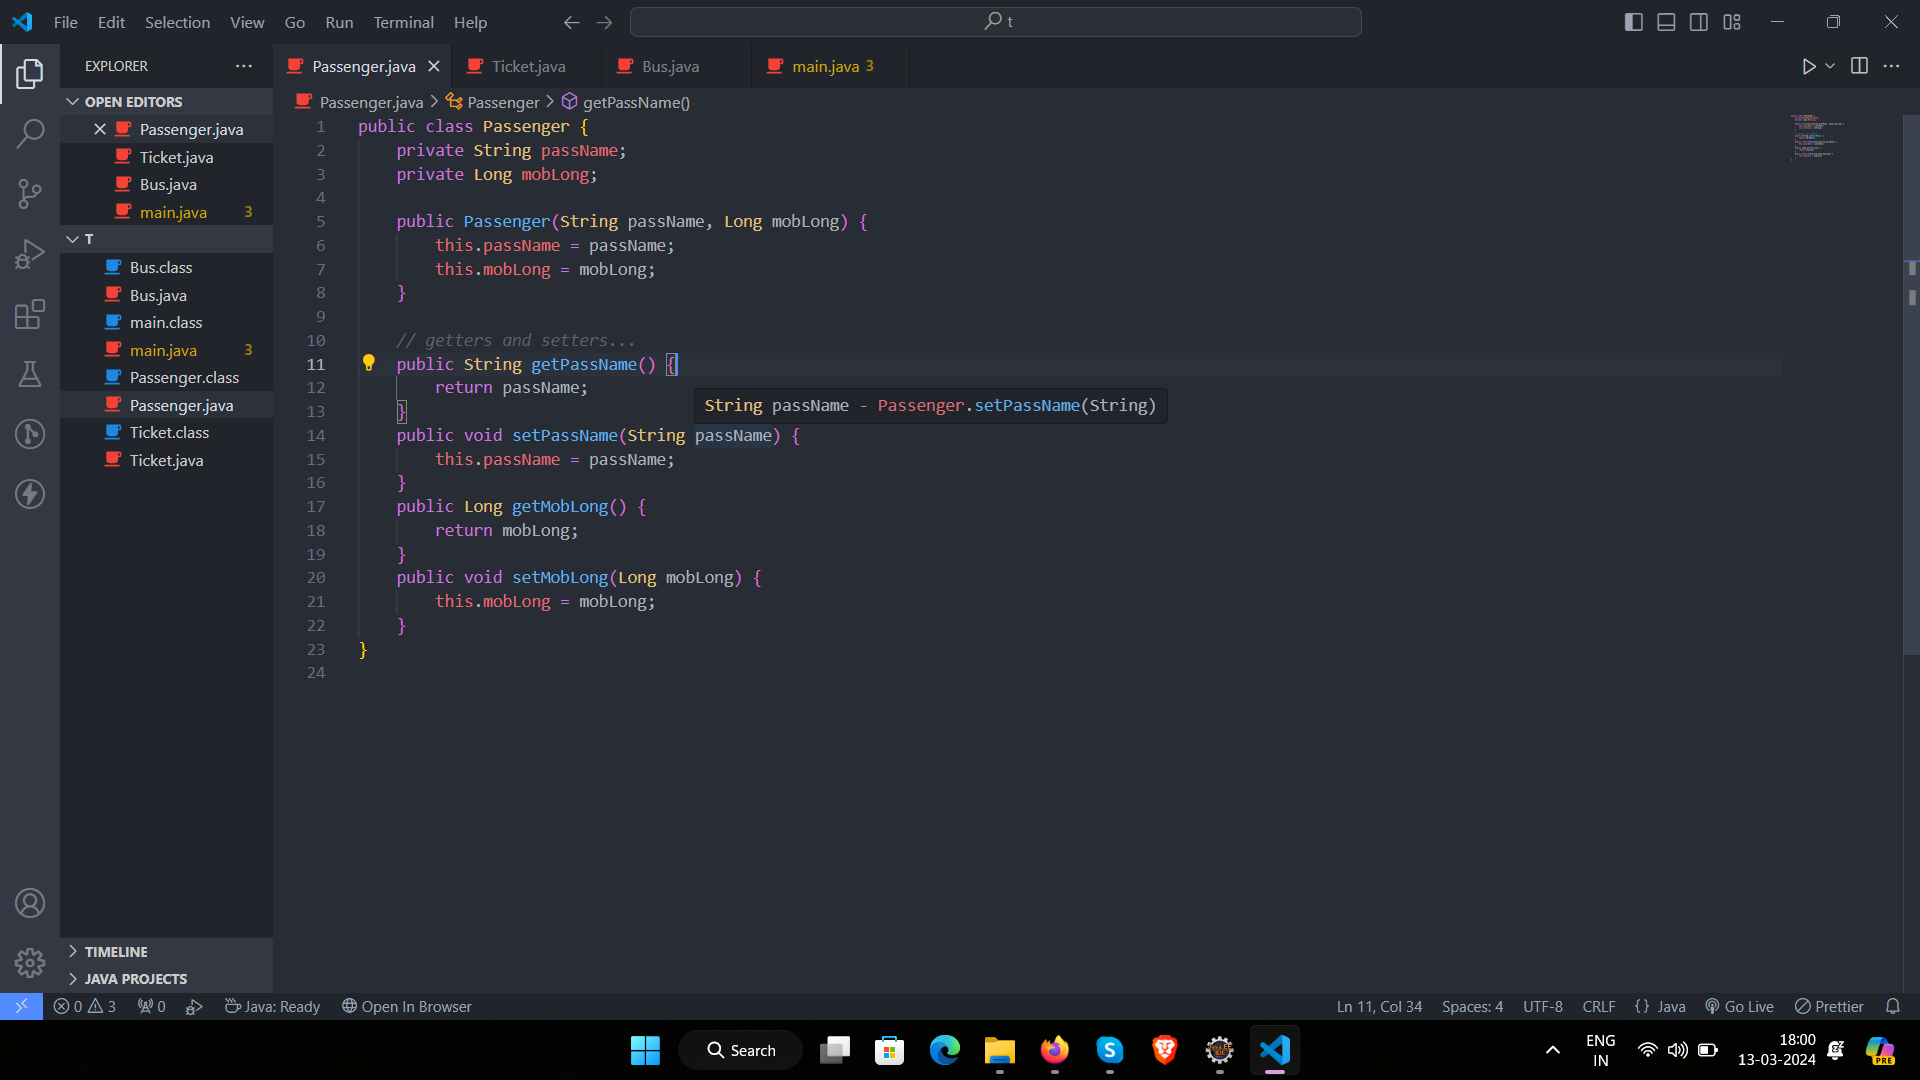 File Edit Selection View Go Run Terminal Help
t
EXPLORER
Passenger.java
Ticket.java
Bus.java
main.java 3
OPEN EDITORS
Passenger.java
Ticket.java
Bus.java
main.java 3
T
Bus.class
Bus.java
main.class
main.java 3
Passenger.class
Passenger.java
Ticket.class
Ticket.java
TIMELINE
JAVA PROJECTS
Passenger.java > Passenger > getPassName()
1 public class Passenger {
2 private String passName;
3 private Long mobLong;
4
5 public Passenger(String passName, Long mobLong) {
6 this.passName = passName;
7 this.mobLong = mobLong;
8 }
9
10 // getters and setters...
11 public String getPassName() {
12 return passName;
String passName - Passenger.setPassName(String)
13 }
14 public void setPassName(String passName) {
15 this.passName = passName;
16 }
17 public Long getMobLong() {
18 return mobLong;
19 }
20 public void setMobLong(Long mobLong) {
21 this.mobLong = mobLong;
22 }
23 }
24
0 3 0 Java: Ready Open In Browser
Ln 11, Col 34 Spaces: 4 UTF-8 CRLF {} Java Go Live Prettier
Search
ENG
IN
18:00
13-03-2024
PRE